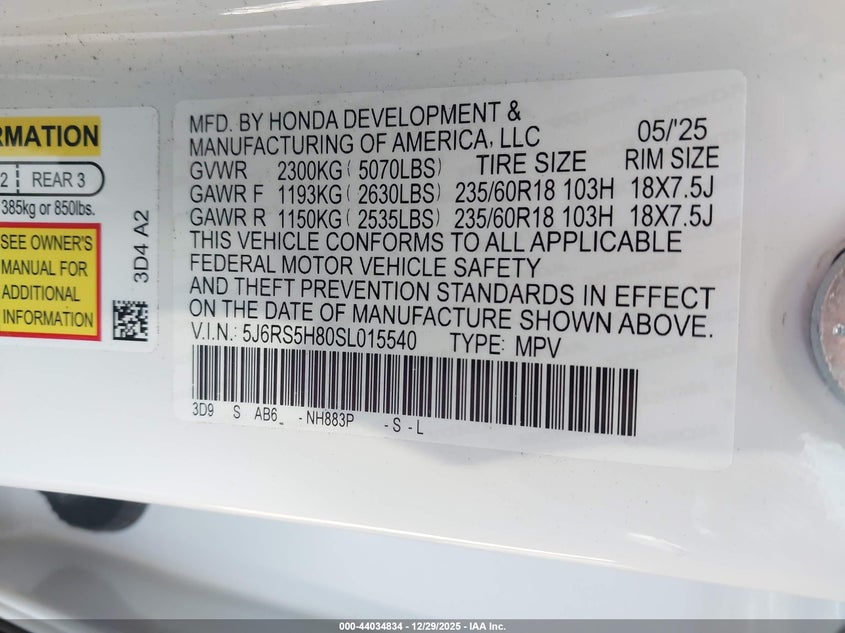 RMATION
2 REAR 3
385kg or 850lbs.
SEE OWNER'S
MANUAL FOR
ADDITIONAL
INFORMATION
3D4 A2
MFD. BY HONDA DEVELOPMENT &
MANUFACTURING OF AMERICA, LLC 05/'25
GVWR 2300KG ( 5070LBS) TIRE SIZE RIM SIZE
GAWR F 1193KG ( 2630LBS) 235/60R18 103H 18X7.5J
GAWR R 1150KG ( 2535LBS) 235/60R18 103H 18X7.5J
THIS VEHICLE CONFORMS TO ALL APPLICABLE
FEDERAL MOTOR VEHICLE SAFETY
AND THEFT PREVENTION STANDARDS IN EFFECT
ON THE DATE OF MANUFACTURE SHOWN ABOVE.
V.I.N.: 5J6RS5H80SL015540 TYPE: MPV
3D9 S AB6_ -NH883P -S -L
000-44034834 | 12/29/2025 - IAA Inc.